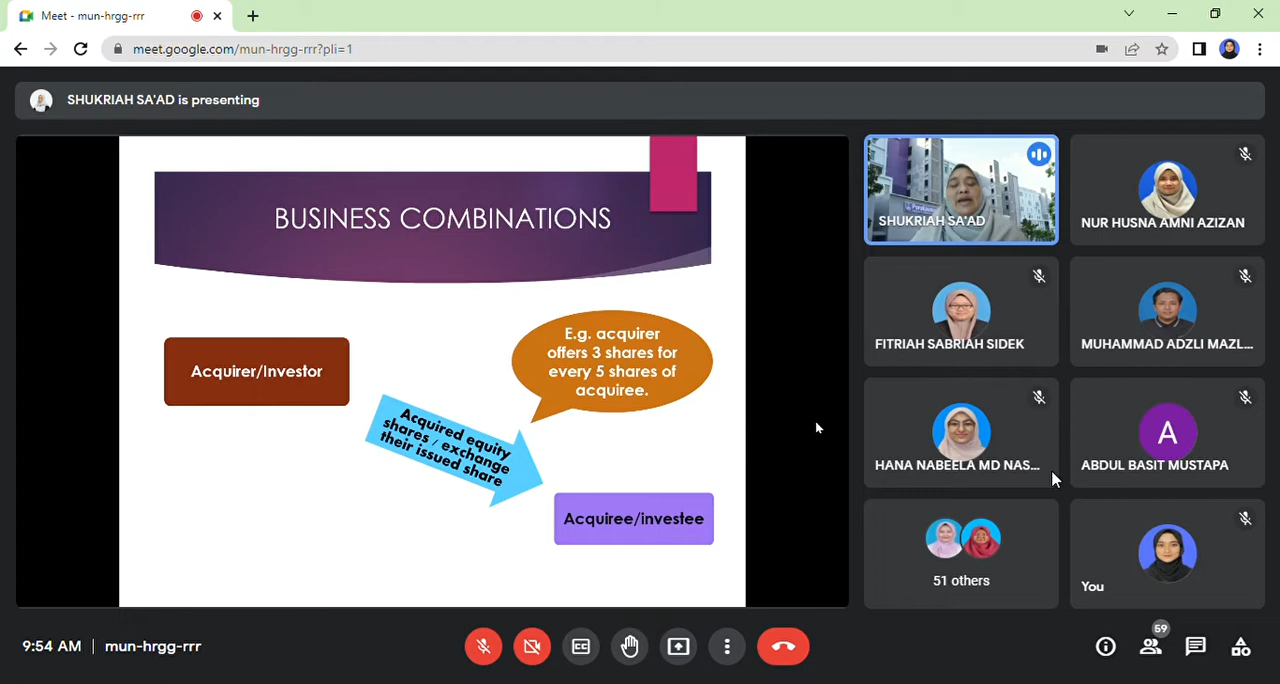 Meet - mun-hrgg-rrr
meet.google.com/mun-hrgg-rrr?pli=1
SHUKRIAH SA'AD is presenting
BUSINESS COMBINATIONS
Acquirer/Investor
E.g. acquirer
offers 3 shares for
every 5 shares of
acquiree.
Acquired equity
shares / exchange
their issued share
Acquiree/investee
SHUKRIAH SA'AD
NUR HUSNA AMNI AZIZAN
FITRIAH SABRIAH SIDEK
MUHAMMAD ADZLI MAZL...
HANA NABEELA MD NAS...
A
ABDUL BASIT MUSTAPA
51 others
You
9:54 AM
mun-hrgg-rrr
CC
59